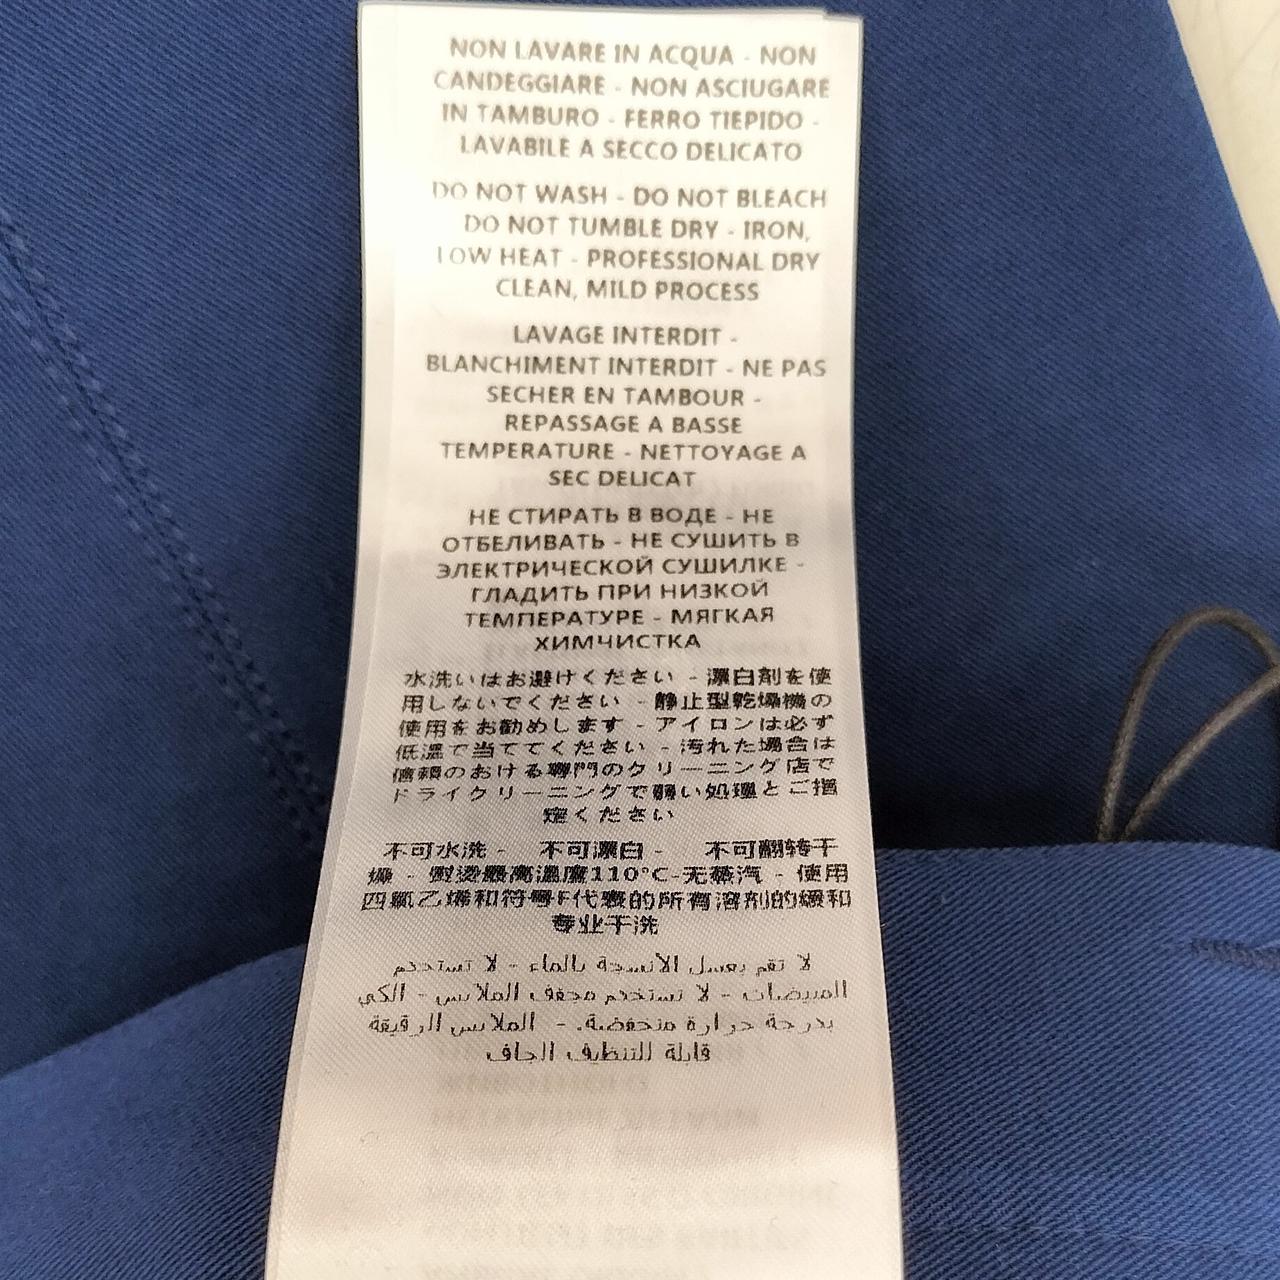 NON LAVARE IN ACQUA - NON
CANDEGGIARE - NON ASCIUGARE
IN TAMBURO - FERRO TIEPIDO -
LAVABILE A SECCO DELICATO
DO NOT WASH - DO NOT BLEACH
DO NOT TUMBLE DRY - IRON,
LOW HEAT - PROFESSIONAL DRY
CLEAN, MILD PROCESS
LAVAGE INTERDIT -
BLANCHIMENT INTERDIT - NE PAS
SECHER EN TAMBOUR -
REPASSAGE A BASSE
TEMPERATURE - NETTOYAGE A
SEC DELICAT
НЕ СТИРАТЬ В ВОДЕ - НЕ
ОТБЕЛИВАТЬ - НЕ СУШИТЬ В
ЭЛЕКТРИЧЕСКОЙ СУШИЛКЕ -
ГЛАДИТЬ ПРИ НИЗКОЙ
ТЕМПЕРАТУРЕ - МЯГКАЯ
ХИМЧИСТКА
水洗いはお避けください - 漂白剤を使
用しないでください - 静止型乾燥機の
使用をお勧めします - アイロンは必ず
低温で当ててください - 汚れた場合は
信頼のおける専門のクリーニング店で
ドライクリーニングで弱い処理とご指
定ください
不可水洗 - 不可漂白 - 不可翻转干
燥 - 熨烫最高温度110°C-无蒸汽 - 使用
四氯乙烯和符号F代表的所有溶剂的缓和
专业干洗
لا تقم بغسل الأنسجة بالماء - لا تستخدم
المبيضات - لا تستخدم مجفف الملابس - الكي
بدرجة حرارة منخفضة. - الملابس الرقيقة
قابلة للتنظيف الجاف